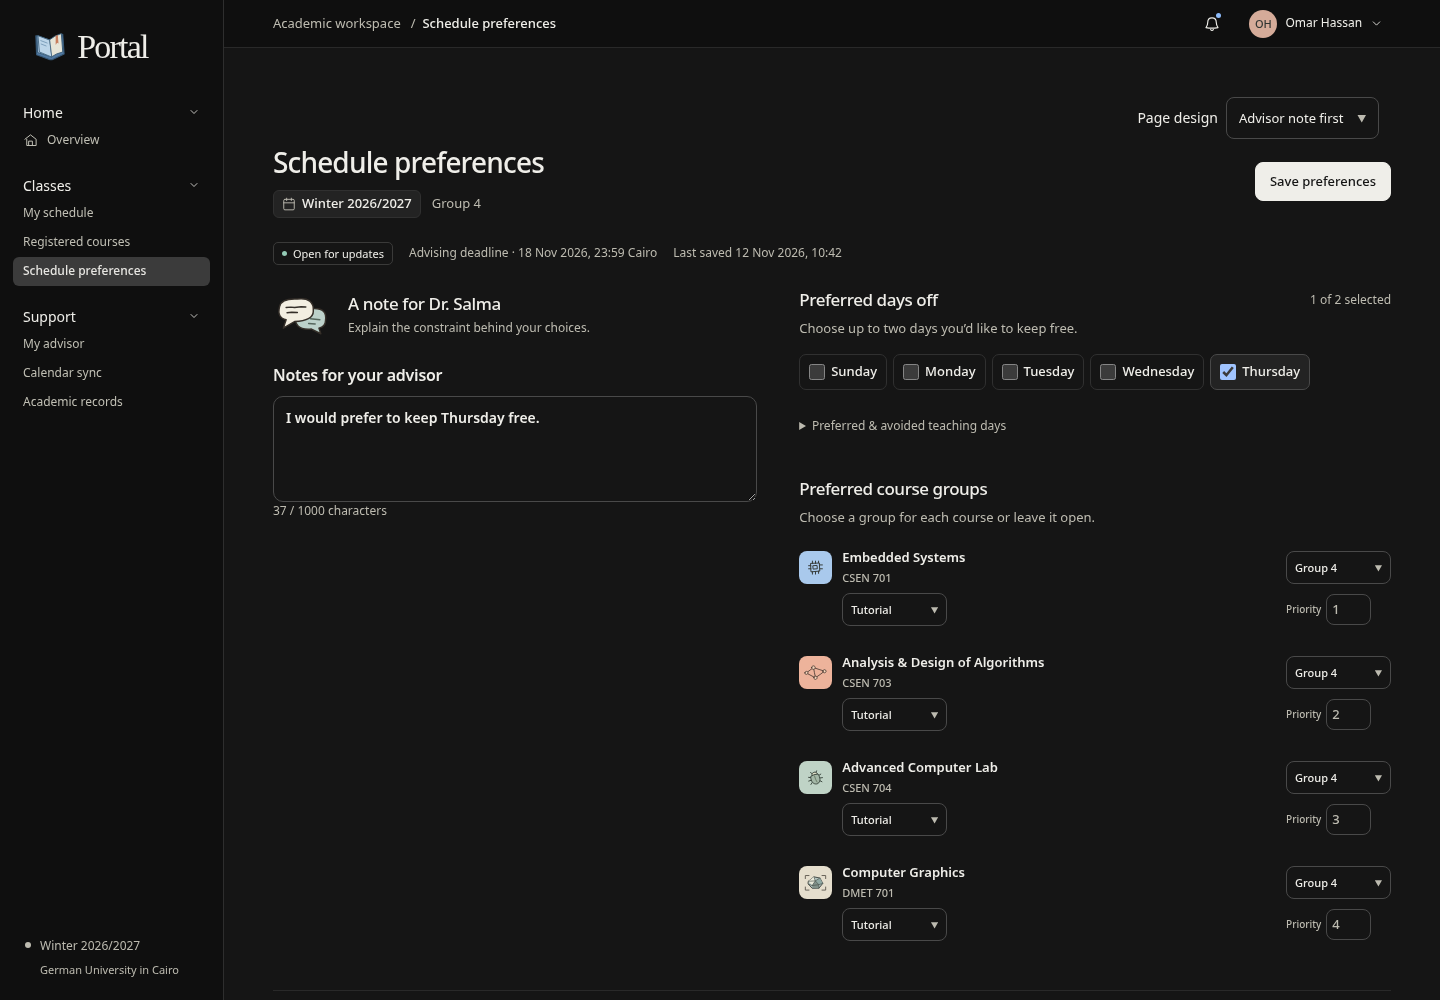 Portal
Home
Overview
Classes
My schedule
Registered courses
Schedule preferences
Support
My advisor
Calendar sync
Academic records
Winter 2026/2027
German University in Cairo
Academic workspace / Schedule preferences
OH Omar Hassan
Page design Advisor note first
Schedule preferences
Save preferences
Winter 2026/2027 Group 4
Open for updates Advising deadline · 18 Nov 2026, 23:59 Cairo Last saved 12 Nov 2026, 10:42
A note for Dr. Salma
Explain the constraint behind your choices.
Notes for your advisor
I would prefer to keep Thursday free.
37 / 1000 characters
Preferred days off 1 of 2 selected
Choose up to two days you’d like to keep free.
Sunday Monday Tuesday Wednesday Thursday
Preferred & avoided teaching days
Preferred course groups
Choose a group for each course or leave it open.
Embedded Systems Group 4
CSEN 701
Tutorial Priority 1
Analysis & Design of Algorithms Group 4
CSEN 703
Tutorial Priority 2
Advanced Computer Lab Group 4
CSEN 704
Tutorial Priority 3
Computer Graphics Group 4
DMET 701
Tutorial Priority 4